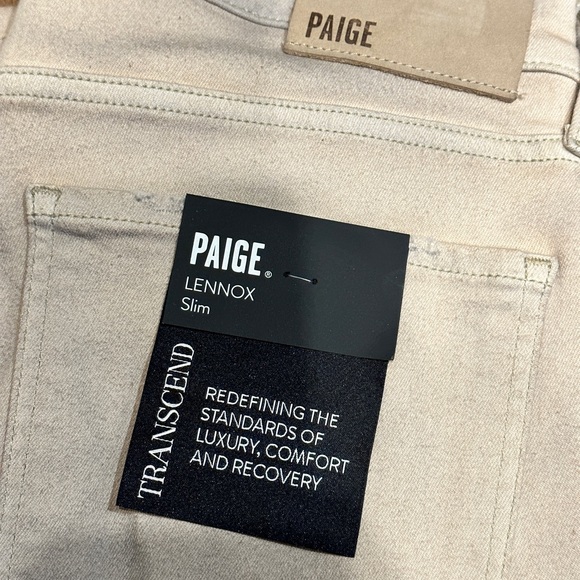 PAIGE
PAIGE®
LENNOX
Slim
TRANSCEND
REDEFINING THE
STANDARDS OF
LUXURY, COMFORT
AND RECOVERY